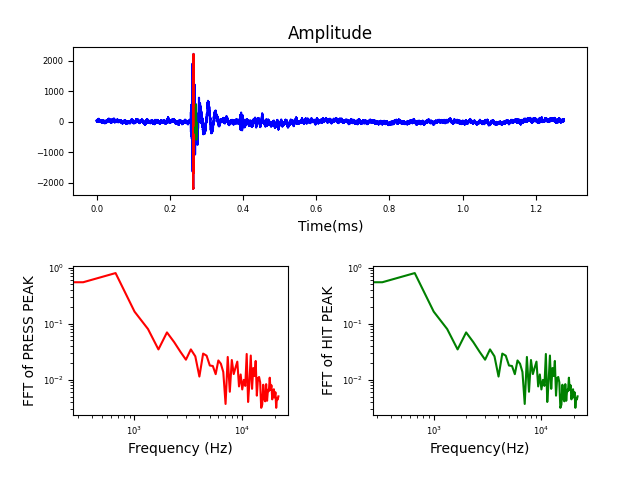 Amplitude
2000
1000
0
−1000
−2000
0.0 0.2 0.4 0.6 0.8 1.0 1.2
Time(ms)
FFT of PRESS PEAK
10⁰
10⁻¹
10⁻²
10³ 10⁴
Frequency (Hz)
FFT of HIT PEAK
10⁰
10⁻¹
10⁻²
10³ 10⁴
Frequency(Hz)